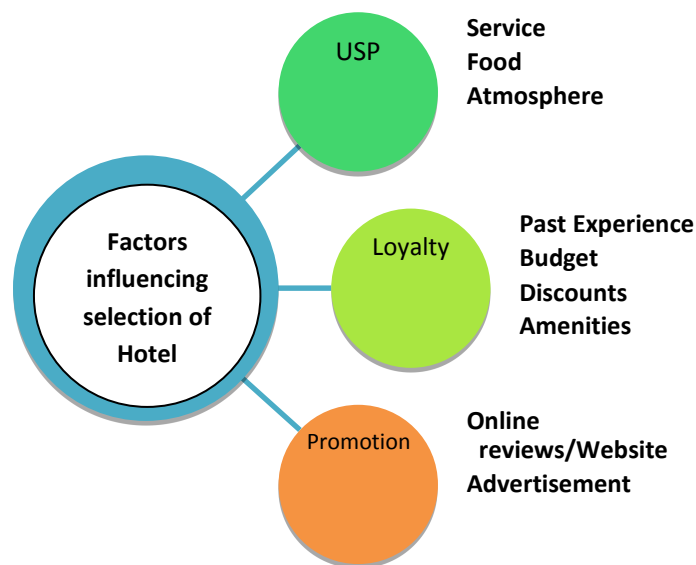 USP
Service
Food
Atmosphere
Factors
influencing
selection of
Hotel
Loyalty
Past Experience
Budget
Discounts
Amenities
Promotion
Online
reviews/Website
Advertisement